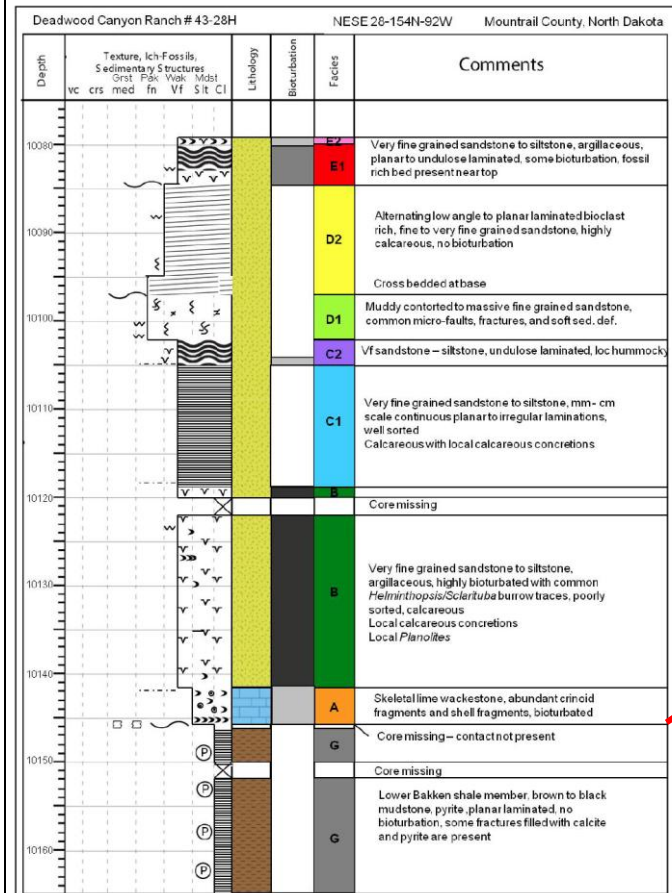 Deadwood Canyon Ranch # 43-28H NESE 28-154N-92W Mountrail County, North Dakota
Depth
Texture, Ich-Fossils,
Sedimentary Structures
Grst Pak Wak Mdst
vc crs med fn Vf Slt Cl
Lithology
Bioturbation
Facies
Comments
10080
10090
10100
10110
10120
10130
10140
10150
10160
E2
E1
Very fine grained sandstone to siltstone, argillaceous,
planar to undulose laminated, some bioturbation, fossil
rich bed present near top
D2
Alternating low angle to planar laminated bioclast
rich, fine to very fine grained sandstone, highly
calcareous, no bioturbation
Cross bedded at base
D1
Muddy contorted to massive fine grained sandstone,
common micro-faults, fractures, and soft sed. def.
C2
Vf sandstone – siltstone, undulose laminated, loc hummocky
C1
Very fine grained sandstone to siltstone, mm- cm
scale continuous planar to irregular laminations,
well sorted
Calcareous with local calcareous concretions
B
Core missing
B
Very fine grained sandstone to siltstone,
argillaceous, highly bioturbated with common
Helminthopsis/Sclarituba burrow traces, poorly
sorted, calcareous
Local calcareous concretions
Local Planolites
A
Skeletal lime wackestone, abundant crinoid
fragments and shell fragments, bioturbated
Core missing – contact not present
G
Core missing
G
Lower Bakken shale member, brown to black
mudstone, pyrite ,planar laminated, no
bioturbation, some fractures filled with calcite
and pyrite are present
P
P
P
P